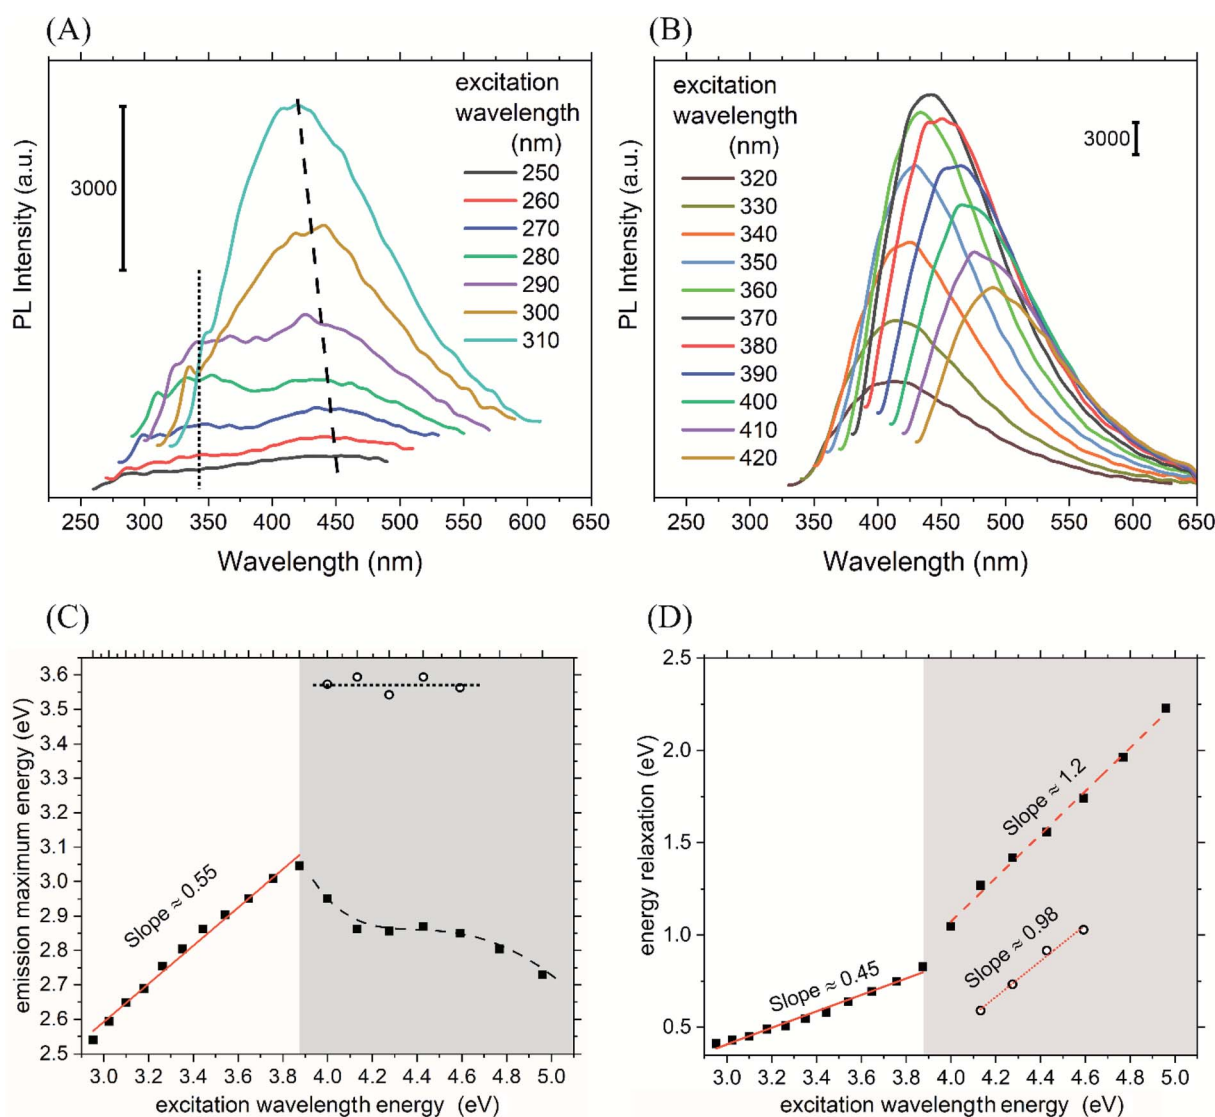 (A)
PL Intensity (a.u.)
3000
excitation
wavelength
(nm)
250
260
270
280
290
300
310
250 300 350 400 450 500 550 600 650
Wavelength (nm)
(B)
PL Intensity (a.u.)
excitation
wavelength
(nm)
320
330
340
350
360
370
380
390
400
410
420
3000
250 300 350 400 450 500 550 600 650
Wavelength (nm)
(C)
emission maximum energy (eV)
3.6
3.5
3.4
3.3
3.2
3.1
3.0
2.9
2.8
2.7
2.6
2.5
Slope ≈ 0.55
3.0 3.2 3.4 3.6 3.8 4.0 4.2 4.4 4.6 4.8 5.0
excitation wavelength energy (eV)
(D)
energy relaxation (eV)
2.5
2.0
1.5
1.0
0.5
Slope ≈ 1.2
Slope ≈ 0.98
Slope ≈ 0.45
3.0 3.2 3.4 3.6 3.8 4.0 4.2 4.4 4.6 4.8 5.0
excitation wavelength energy (eV)